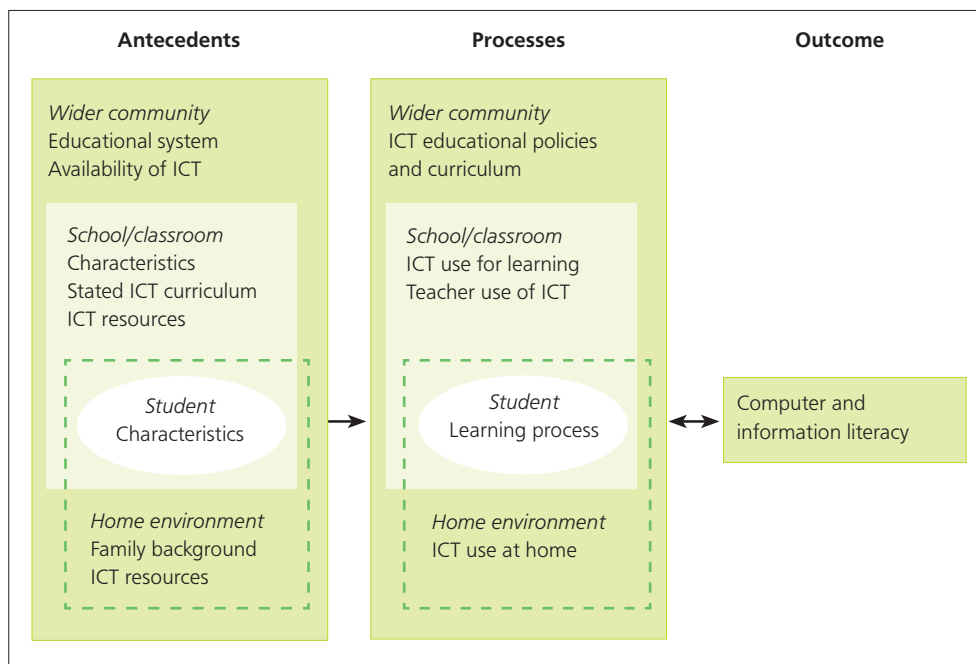 Antecedents
Processes
Outcome
Wider community
Educational system
Availability of ICT
School/classroom
Characteristics
Stated ICT curriculum
ICT resources
Student
Characteristics
Home environment
Family background
ICT resources
Wider community
ICT educational policies
and curriculum
School/classroom
ICT use for learning
Teacher use of ICT
Student
Learning process
Home environment
ICT use at home
Computer and
information literacy